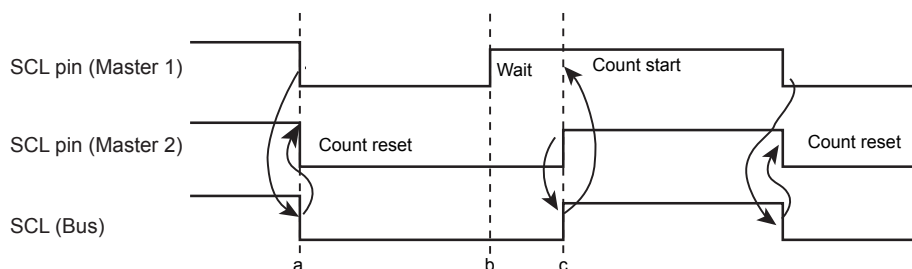 SCL pin (Master 1)
Wait
Count start
SCL pin (Master 2)
Count reset
Count reset
SCL (Bus)
a
b
c